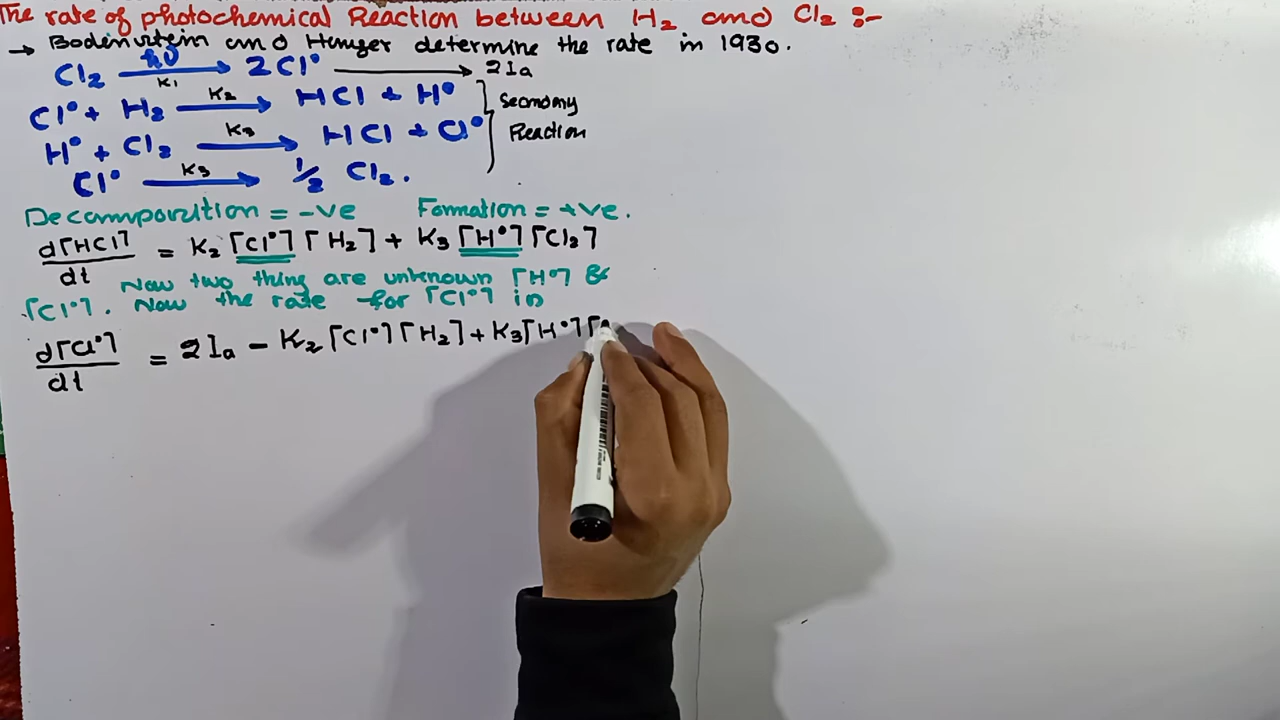 The rate of photochemical Reaction between H₂ and Cl₂ :-
→ Bodenstein and Hunger determine the rate in 1930.
Cl₂ hυ → K₁ 2Cl° → 2Ia
Cl° + H₂ K₂ → HCl + H°
Secondary
H° + Cl₂ K₃ → HCl + Cl°
Reaction
Cl° K₃ → 1/2 Cl₂.
Decomposition = -ve Formation = +ve.
d[HCl]/dt = K₂ [Cl°] [H₂] + K₃ [H°] [Cl₂]
Now two thing are unknown [H°] &
[Cl°]. Now the rate for [Cl°] is
d[Cl°]/dt = 2Ia - K₂ [Cl°] [H₂] + K₃ [H°] [